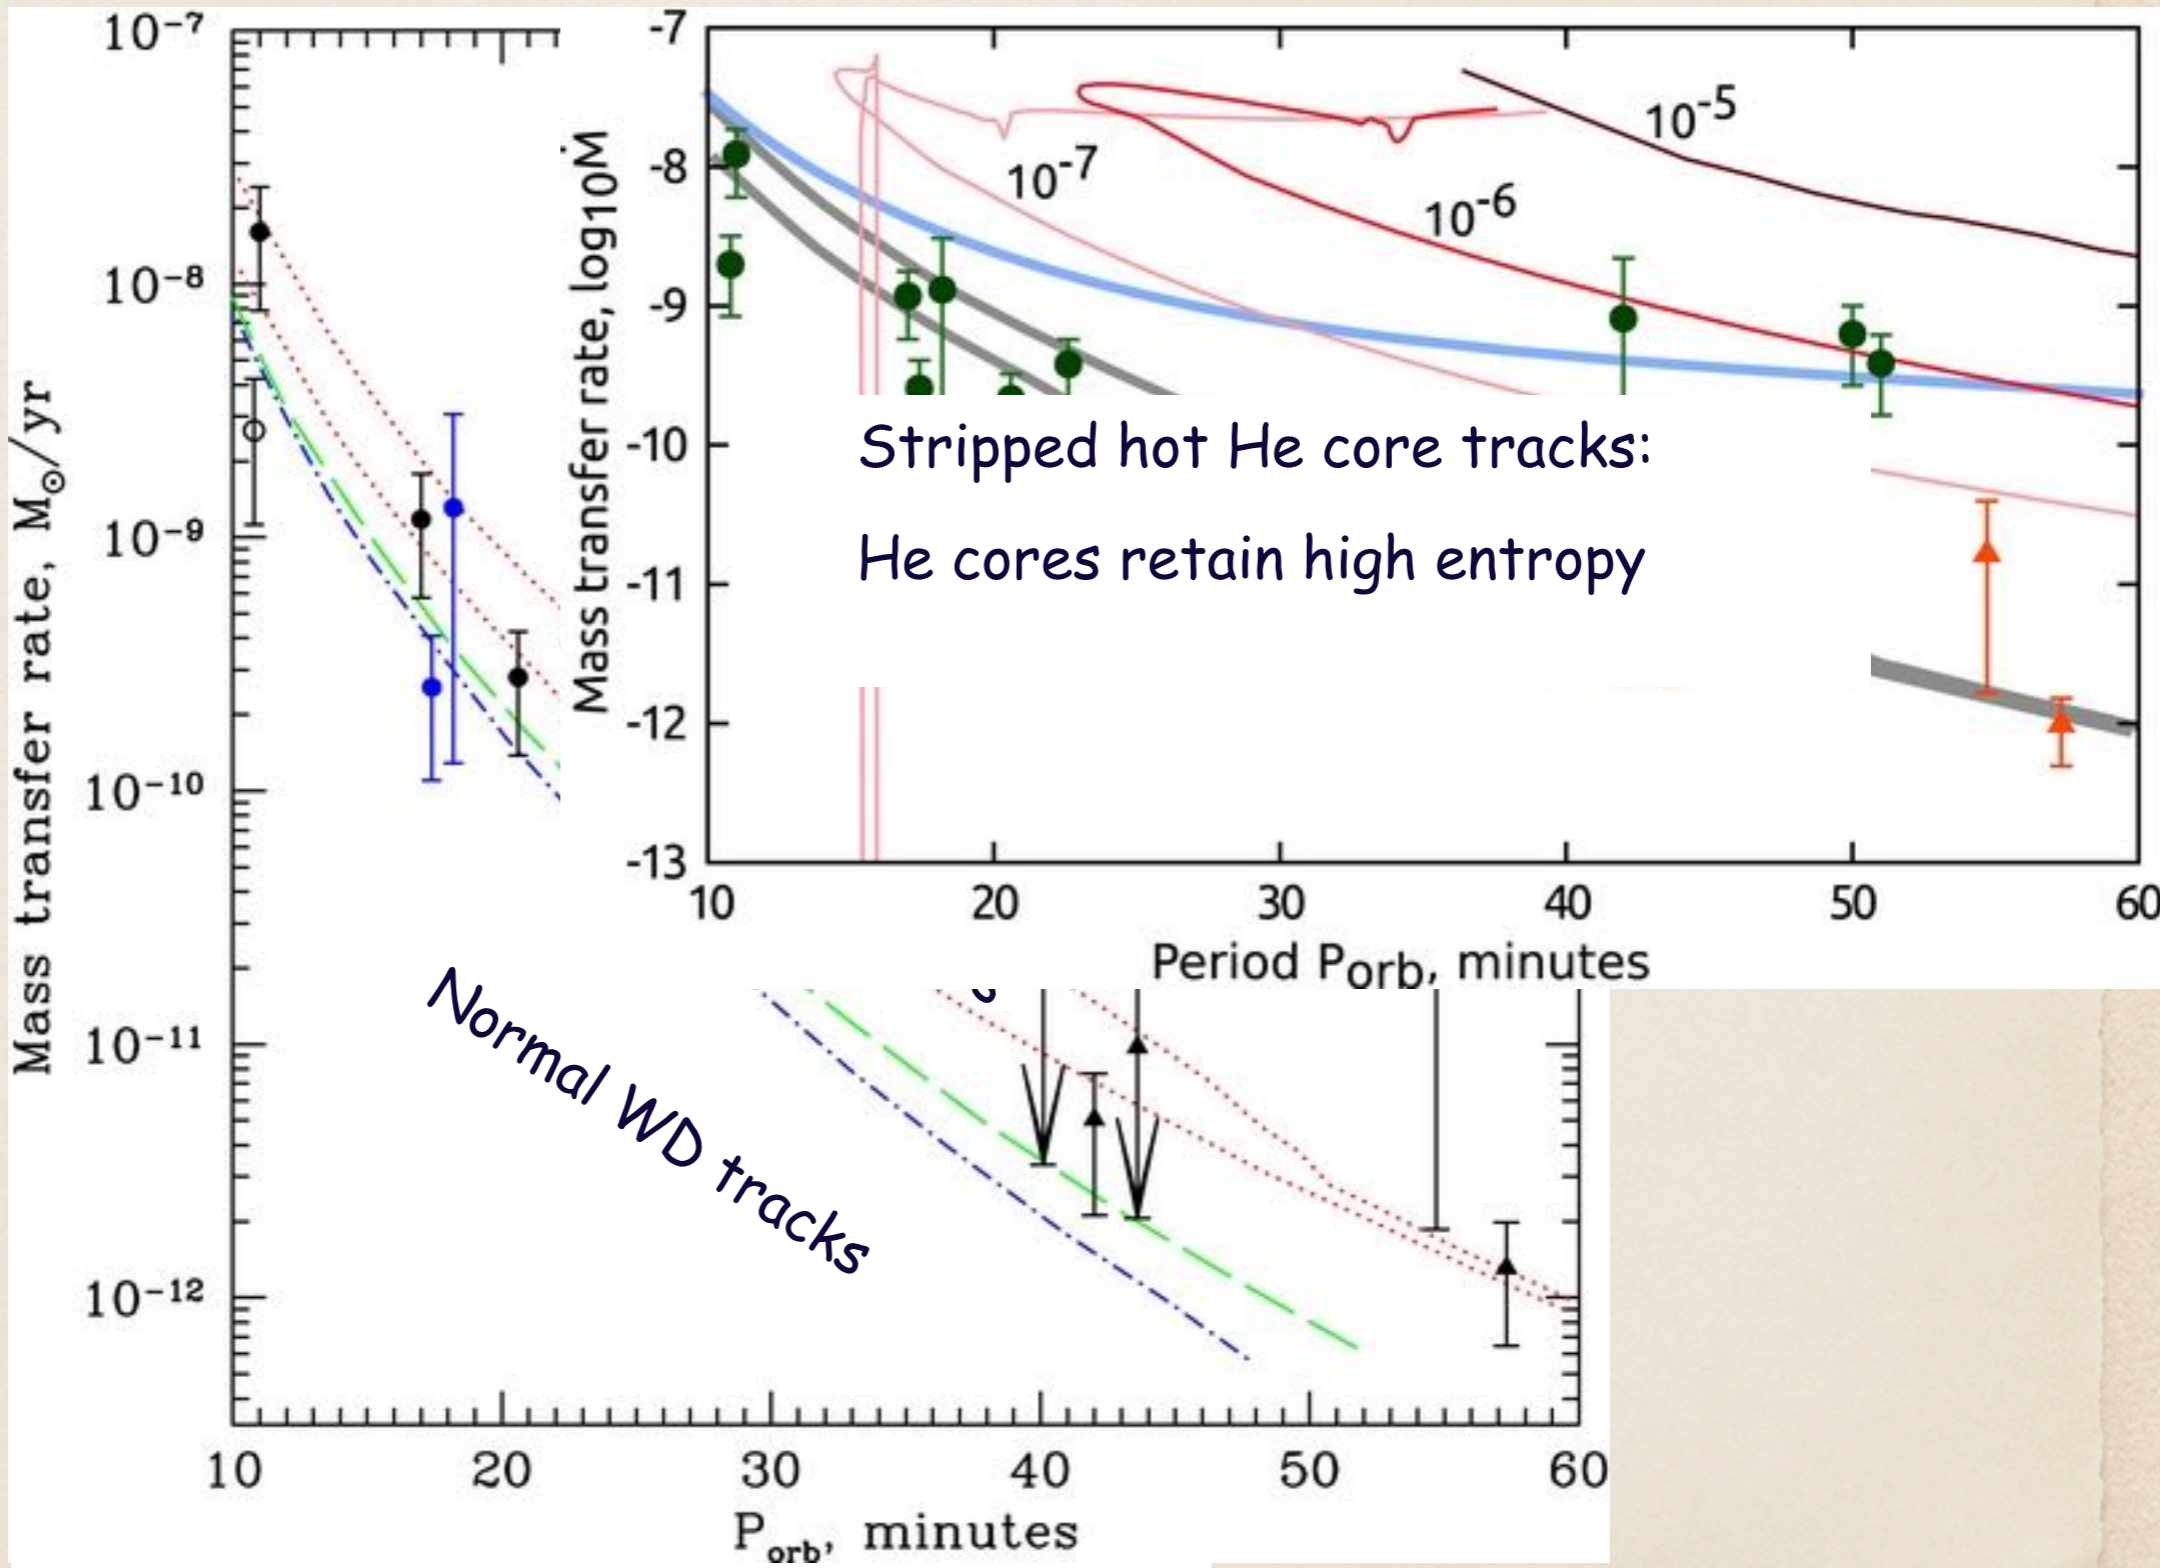 10⁻⁷
10⁻⁸
10⁻⁹
10⁻¹⁰
10⁻¹¹
10⁻¹²
Mass transfer rate, M⊙/yr
10 20 30 40 50 60
Porb, minutes
Normal WD tracks
-7
-8
-9
-10
-11
-12
-13
Mass transfer rate, log10Ṁ
10⁻⁷
10⁻⁶
10⁻⁵
Stripped hot He core tracks:
He cores retain high entropy
10 20 30 40 50 60
Period Porb, minutes